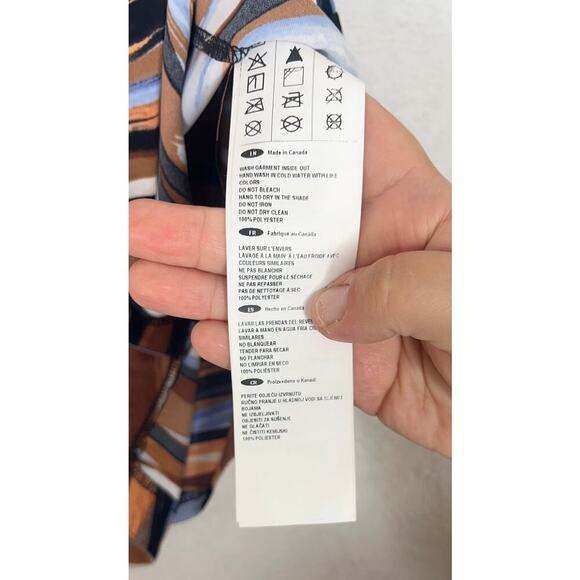 EN Made in Canada
WASH GARMENT INSIDE OUT
HAND WASH IN COLD WATER WITH LIKE
COLORS
DO NOT BLEACH
HANG TO DRY IN THE SHADE
DO NOT IRON
DO NOT DRY CLEAN
100% POLYESTER
FR Fabrique au Canada
LAVER SUR L'ENVERS
LAVAGE À LA MAIN À L'EAU FROIDE AVEC
COULEURS SIMILAIRES
NE PAS BLANCHIR
SUSPENDRE POUR LE SÉCHAGE
NE PAS REPASSER
PAS DE NETTOYAGE À SEC
100% POLYESTER
ES Hecho en Canadá
LAVAR LAS PRENDAS DEL REVÉS
LAVAR A MANO EN AGUA FRIA
SIMILARES
NO BLANQUEAR
TENDER PARA SECAR
NO PLANCHAR
NO LIMPIAR EN SECO
100% POLIÉSTER
CR Proizvedeno u Kanadi
PERITE ODJEĆU IZVRNUTU
RUČNO PRANJE U HLADNOJ VODI SA SLIČNIM
BOJAMA
NE IZBJELJIVATI
OBJESITI ZA SUŠENJE
NE GLAČATI
NE ČISTITI KEMIJSKI
100% POLYESTER